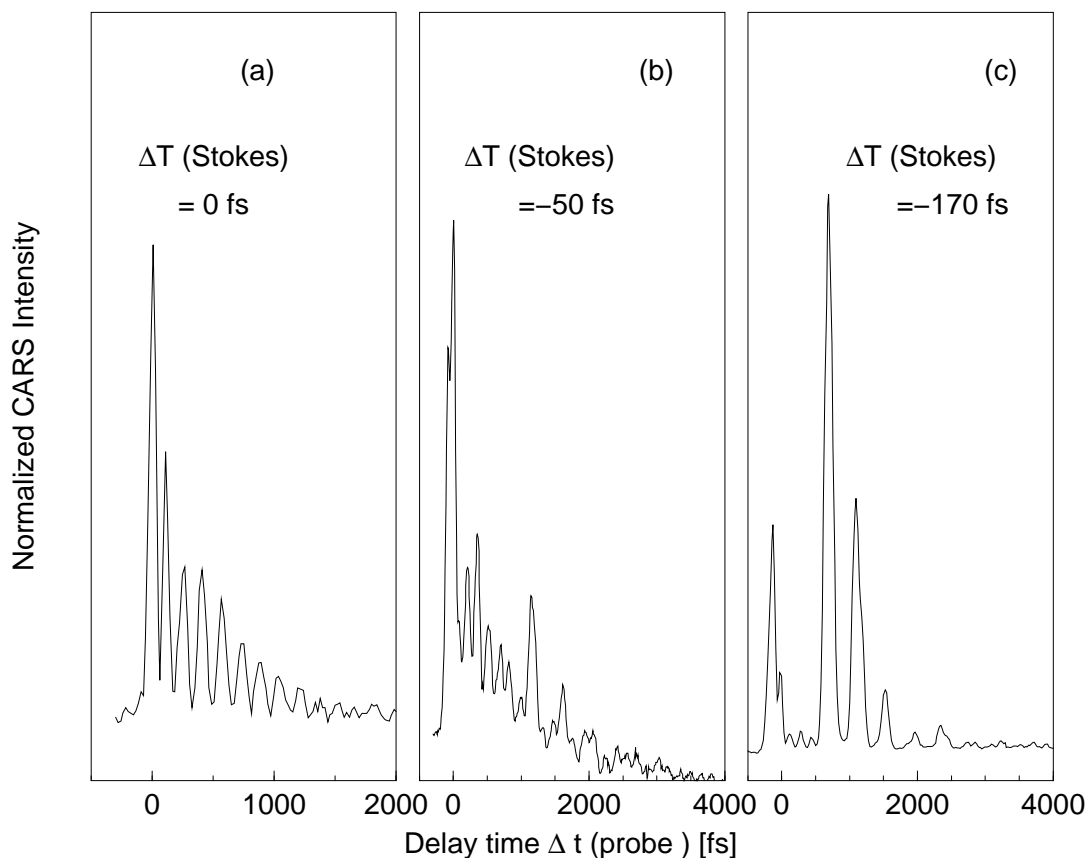 (a)
(b)
(c)
ΔT (Stokes)
= 0 fs
ΔT (Stokes)
=−50 fs
ΔT (Stokes)
=−170 fs
Normalized CARS Intensity
0 1000 2000
0 2000 4000
0 2000 4000
Delay time Δ t (probe ) [fs]